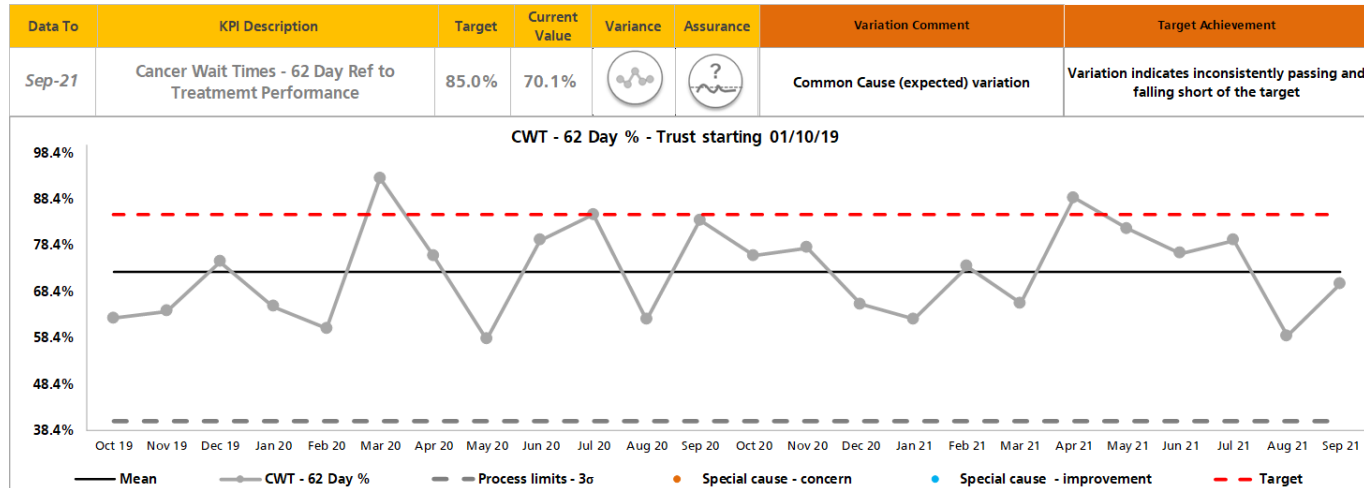 Data To KPI Description Target Current Value Variance Assurance Variation Comment Target Achievement
Sep-21 Cancer Wait Times - 62 Day Ref to Treatmemt Performance 85.0% 70.1% ? Common Cause (expected) variation Variation indicates inconsistently passing and falling short of the target
CWT - 62 Day % - Trust starting 01/10/19
98.4%
88.4%
78.4%
68.4%
58.4%
48.4%
38.4%
Oct 19 Nov 19 Dec 19 Jan 20 Feb 20 Mar 20 Apr 20 May 20 Jun 20 Jul 20 Aug 20 Sep 20 Oct 20 Nov 20 Dec 20 Jan 21 Feb 21 Mar 21 Apr 21 May 21 Jun 21 Jul 21 Aug 21 Sep 21
Mean CWT - 62 Day % Process limits - 3σ Special cause - concern Special cause - improvement Target